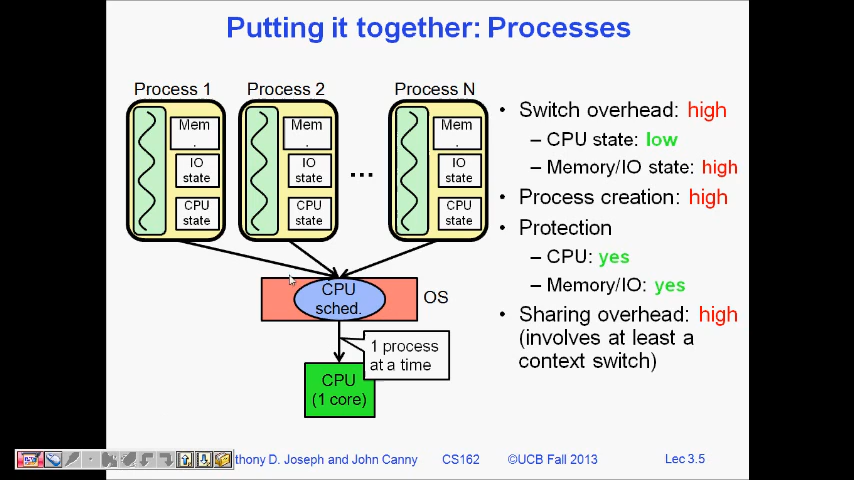 Putting it together: Processes
Process 1
Process 2
Process N
Mem
.
IO
state
CPU
state
Mem
.
IO
state
CPU
state
...
Mem
.
IO
state
CPU
state
CPU
sched.
OS
1 process
at a time
CPU
(1 core)
• Switch overhead: high
– CPU state: low
– Memory/IO state: high
• Process creation: high
• Protection
– CPU: yes
– Memory/IO: yes
• Sharing overhead: high
(involves at least a
context switch)
thony D. Joseph and John Canny CS162 ©UCB Fall 2013 Lec 3.5